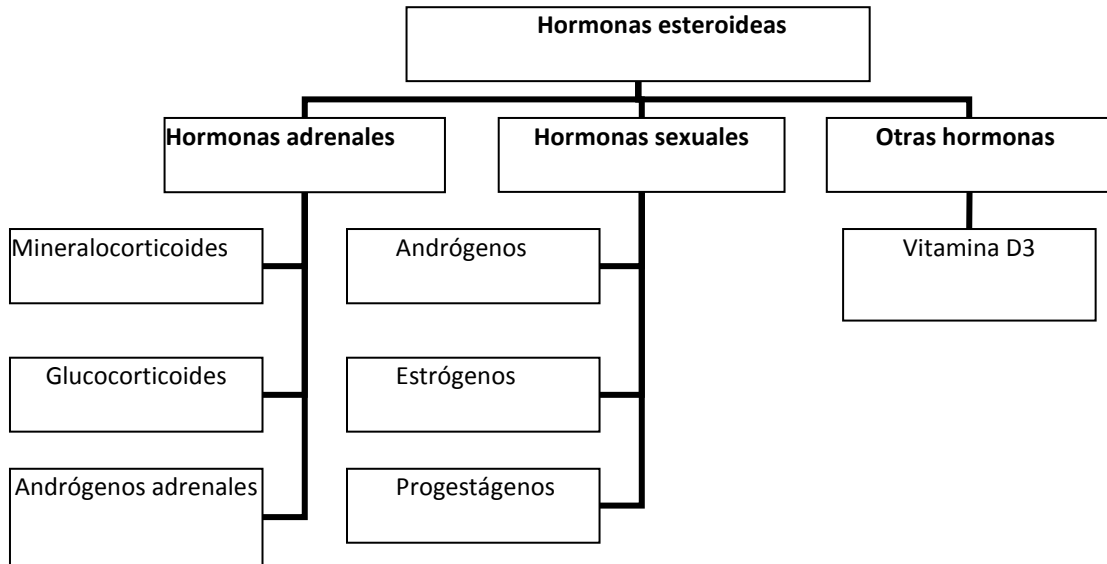 Hormonas esteroideas
Hormonas adrenales
Hormonas sexuales
Otras hormonas
Mineralocorticoides
Andrógenos
Vitamina D3
Glucocorticoides
Estrógenos
Andrógenos adrenales
Progestágenos